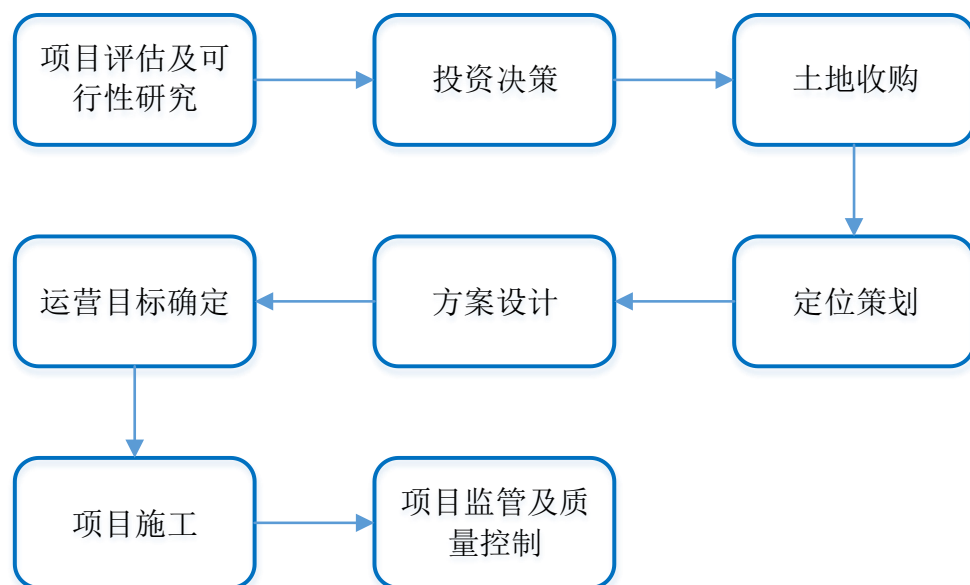 项目评估及可
行性研究
投资决策
土地收购
定位策划
方案设计
运营目标确定
项目施工
项目监管及质
量控制